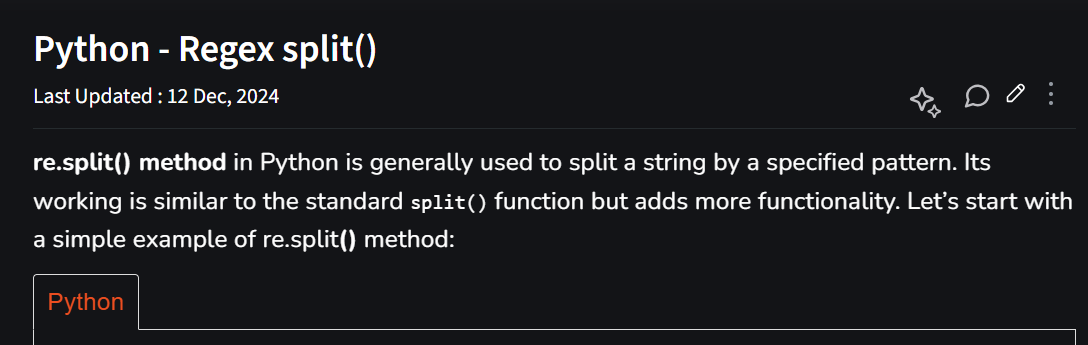 Python - Regex split()
Last Updated : 12 Dec, 2024
re.split() method in Python is generally used to split a string by a specified pattern. Its
working is similar to the standard split() function but adds more functionality. Let’s start with
a simple example of re.split() method:
Python